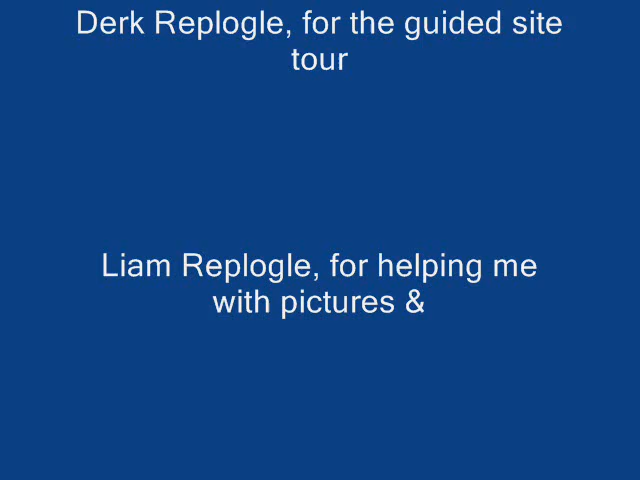 Derk Replogle, for the guided site
tour
Liam Replogle, for helping me
with pictures &